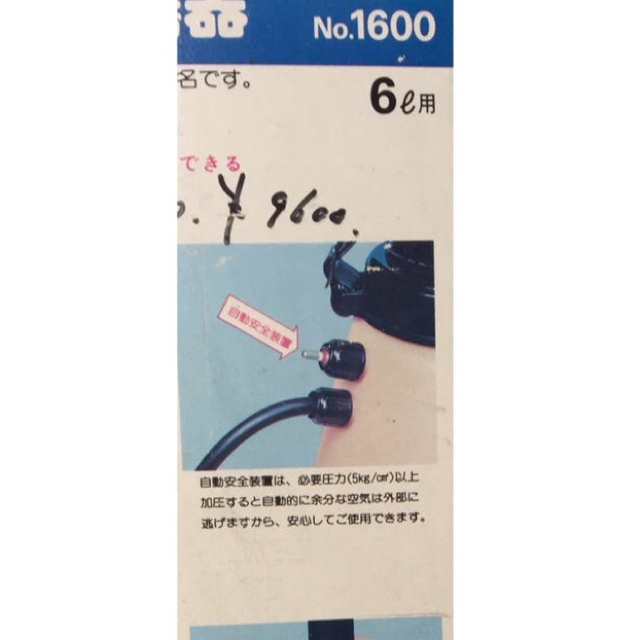 器 No.1600
名です。
6ℓ用
できる
¥9600.
自動安全装置
自動安全装置は、必要圧力(5kg/㎠)以上
加圧すると自動的に余分な空気は外部に
逃げますから、安心してご使用できます。